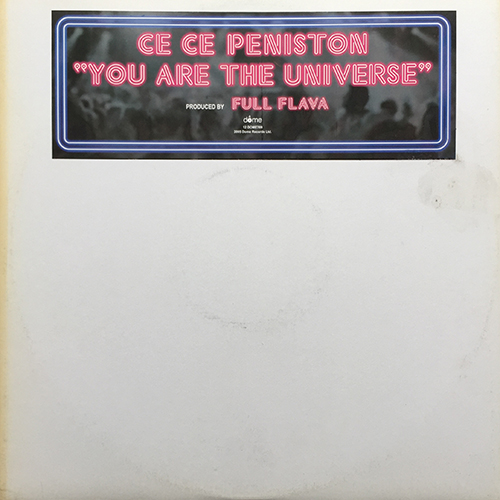 CE CE PENISTON
"YOU ARE THE UNIVERSE"
PRODUCED BY FULL FLAVA
dome